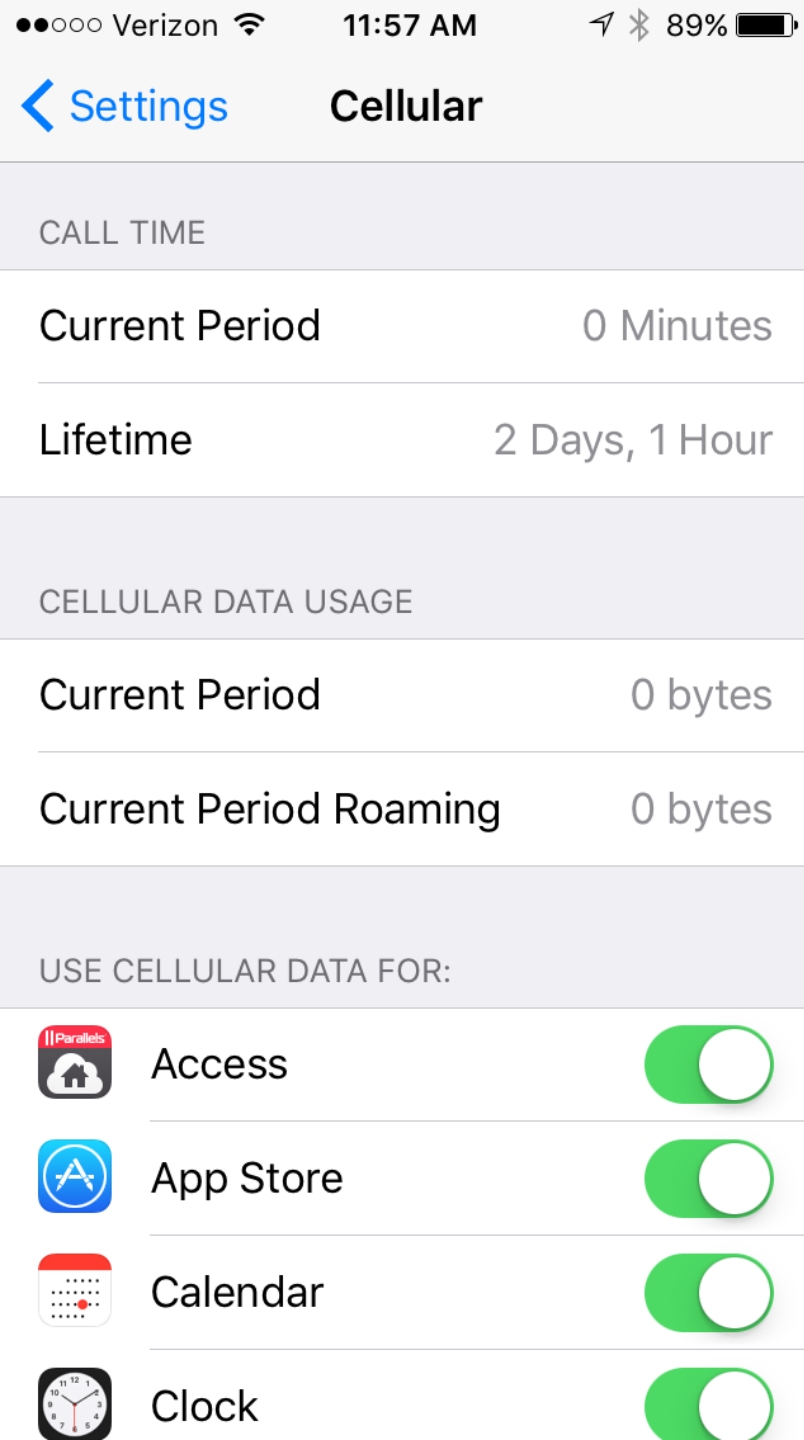 Verizon 11:57 AM 89%
Settings Cellular
CALL TIME
Current Period 0 Minutes
Lifetime 2 Days, 1 Hour
CELLULAR DATA USAGE
Current Period 0 bytes
Current Period Roaming 0 bytes
USE CELLULAR DATA FOR:
Parallels
Access
App Store
Calendar
Clock